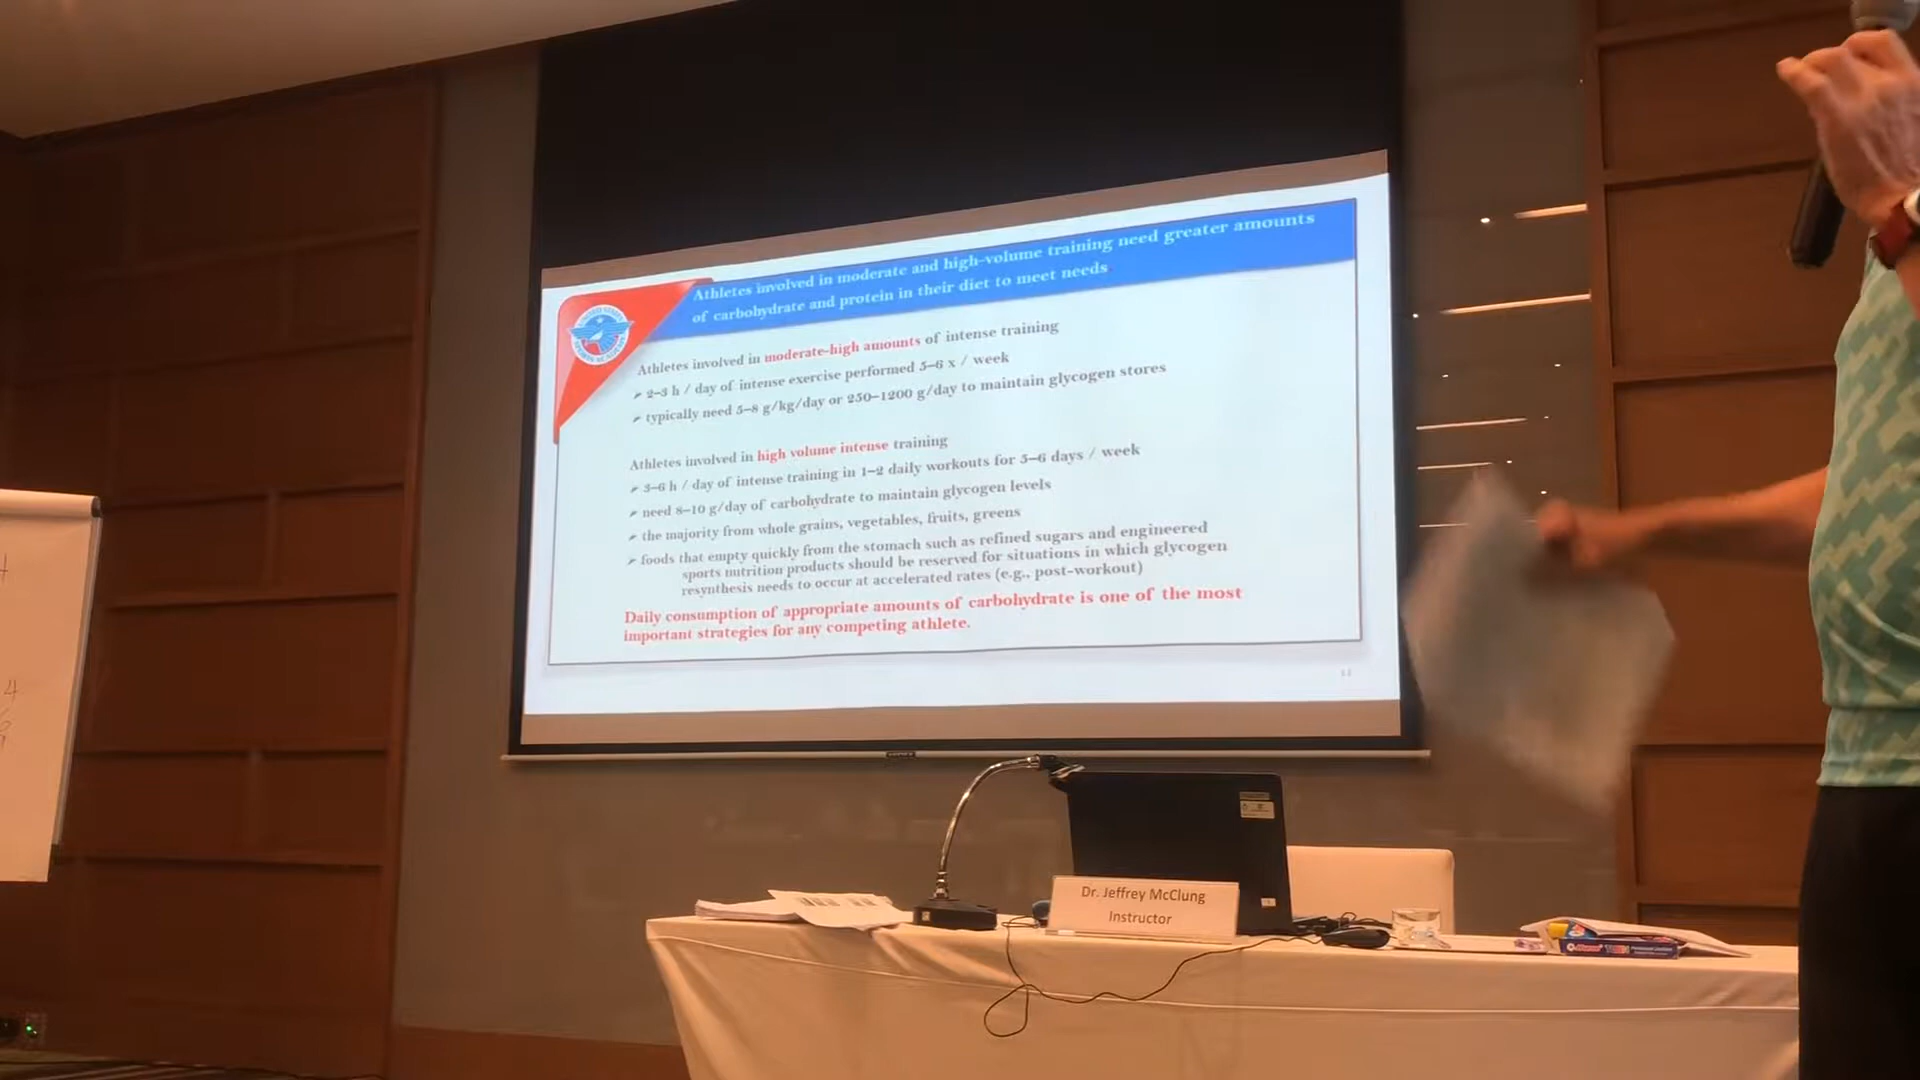 Athletes involved in moderate and high-volume training need greater amounts
of carbohydrate and protein in their diet to meet needs.
UNITED STATES SPORTS ACADEMY
Athletes involved in moderate-high amounts of intense training
➢ 2–3 h / day of intense exercise performed 5–6 x / week
➢ typically need 5–8 g/kg/day or 250–1200 g/day to maintain glycogen stores
Athletes involved in high volume intense training
➢ 3–6 h / day of intense training in 1–2 daily workouts for 5–6 days / week
➢ need 8–10 g/day of carbohydrate to maintain glycogen levels
➢ the majority from whole grains, vegetables, fruits, greens
➢ foods that empty quickly from the stomach such as refined sugars and engineered
sports nutrition products should be reserved for situations in which glycogen
resynthesis needs to occur at accelerated rates (e.g., post-workout)
Daily consumption of appropriate amounts of carbohydrate is one of the most
important strategies for any competing athlete.
4
Dr. Jeffrey McClung
Instructor